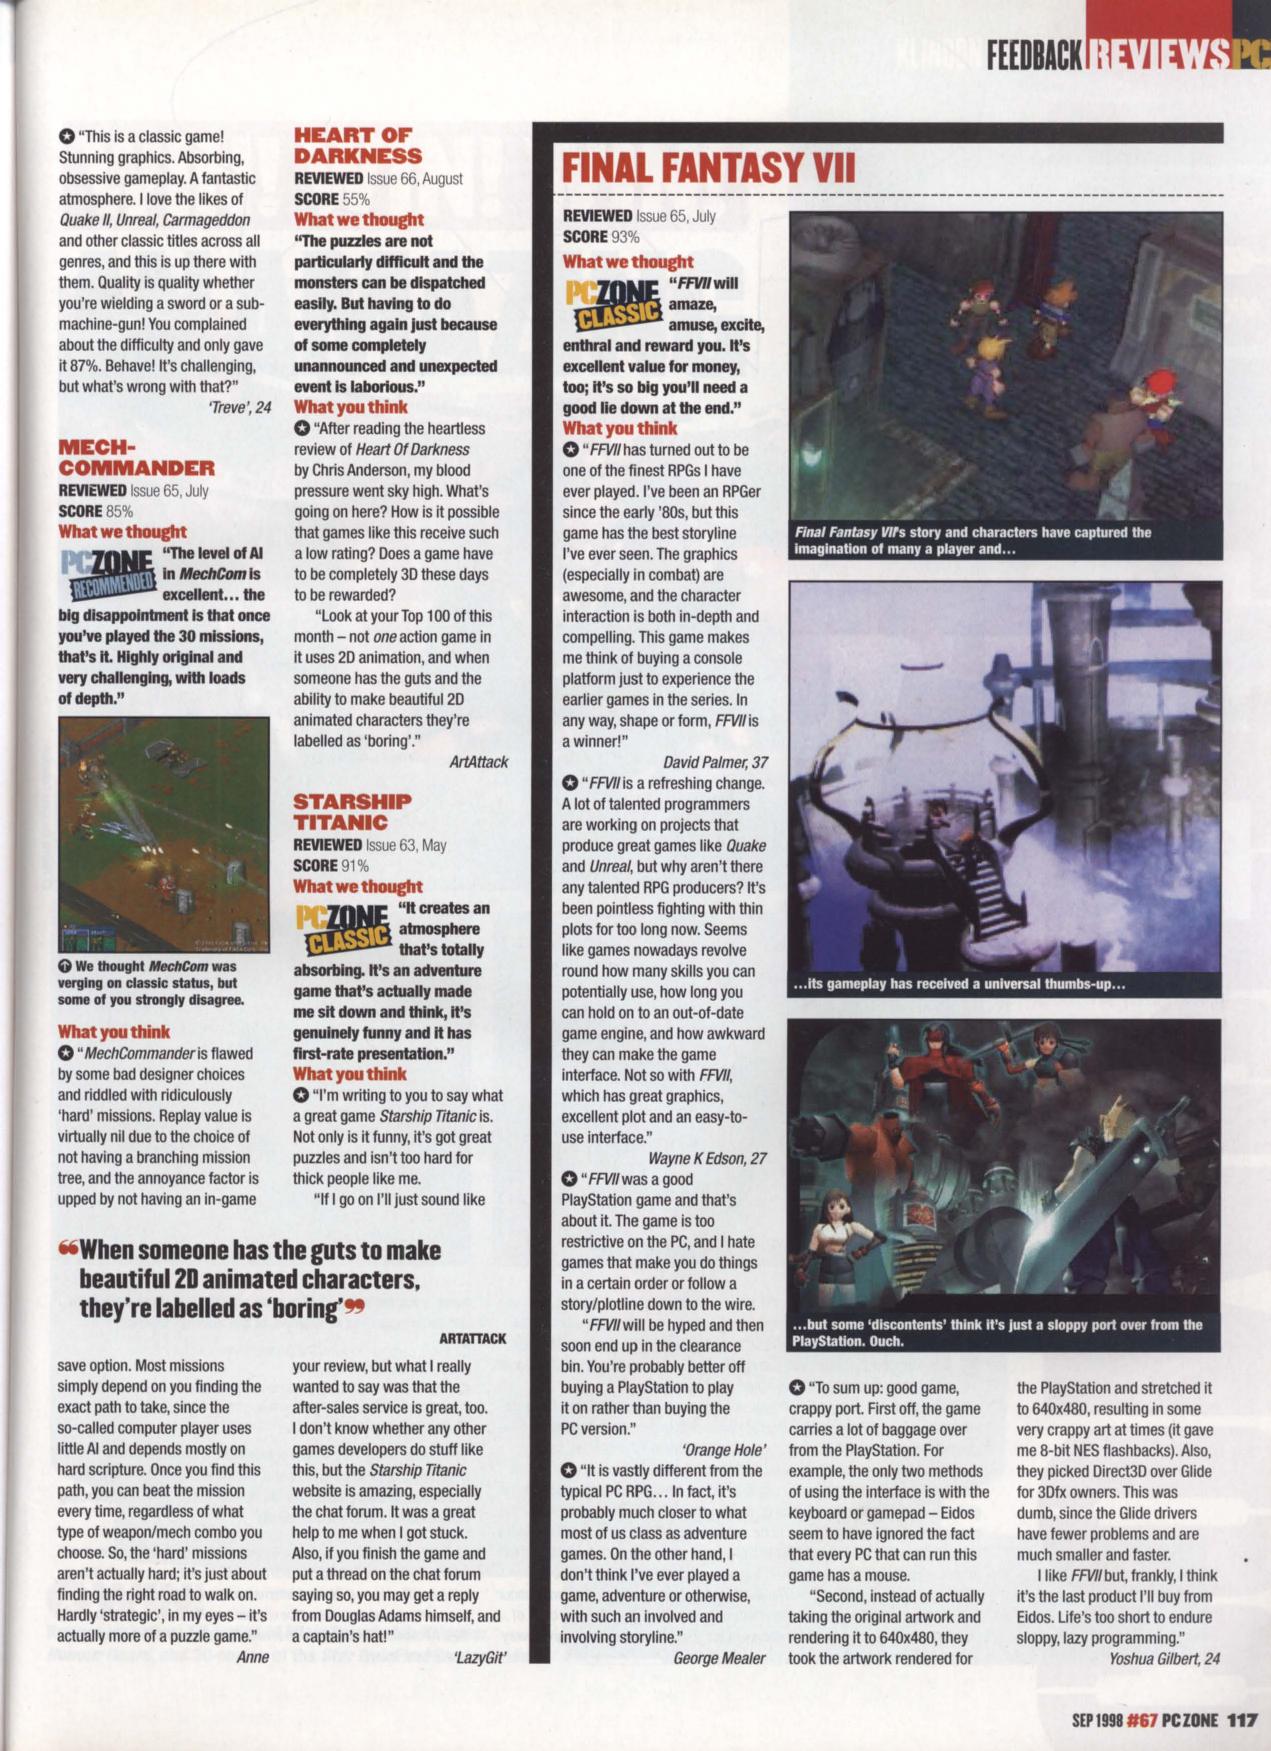 FEEDBACK REVIEWS PC
✪ “This is a classic game!
Stunning graphics. Absorbing,
obsessive gameplay. A fantastic
atmosphere. I love the likes of
Quake II, Unreal, Carmageddon
and other classic titles across all
genres, and this is up there with
them. Quality is quality whether
you’re wielding a sword or a sub-
machine-gun! You complained
about the difficulty and only gave
it 87%. Behave! It’s challenging,
but what’s wrong with that?”
‘Treve’, 24
MECH-
COMMANDER
REVIEWED Issue 65, July
SCORE 85%
What we thought
PC ZONE
RECOMMENDED
“The level of AI
in MechCom is
excellent... the
big disappointment is that once
you’ve played the 30 missions,
that’s it. Highly original and
very challenging, with loads
of depth.”
We thought MechCom was
verging on classic status, but
some of you strongly disagree.
What you think
✪ “MechCommander is flawed
by some bad designer choices
and riddled with ridiculously
‘hard’ missions. Replay value is
virtually nil due to the choice of
not having a branching mission
tree, and the annoyance factor is
upped by not having an in-game
save option. Most missions
simply depend on you finding the
exact path to take, since the
so-called computer player uses
little AI and depends mostly on
hard scripture. Once you find this
path, you can beat the mission
every time, regardless of what
type of weapon/mech combo you
choose. So, the ‘hard’ missions
aren’t actually hard; it’s just about
finding the right road to walk on.
Hardly ‘strategic’, in my eyes – it’s
actually more of a puzzle game.”
Anne
HEART OF
DARKNESS
REVIEWED Issue 66, August
SCORE 55%
What we thought
“The puzzles are not
particularly difficult and the
monsters can be dispatched
easily. But having to do
everything again just because
of some completely
unannounced and unexpected
event is laborious.”
What you think
✪ “After reading the heartless
review of Heart Of Darkness
by Chris Anderson, my blood
pressure went sky high. What’s
going on here? How is it possible
that games like this receive such
a low rating? Does a game have
to be completely 3D these days
to be rewarded?
“Look at your Top 100 of this
month – not one action game in
it uses 2D animation, and when
someone has the guts and the
ability to make beautiful 2D
animated characters they’re
labelled as ‘boring’.”
ArtAttack
STARSHIP
TITANIC
REVIEWED Issue 63, May
SCORE 91%
What we thought
PC ZONE
CLASSIC
“It creates an
atmosphere
that’s totally
absorbing. It’s an adventure
game that’s actually made
me sit down and think, it’s
genuinely funny and it has
first-rate presentation.”
What you think
✪ “I’m writing to you to say what
a great game Starship Titanic is.
Not only is it funny, it’s got great
puzzles and isn’t too hard for
thick people like me.
“If I go on I’ll just sound like
your review, but what I really
wanted to say was that the
after-sales service is great, too.
I don’t know whether any other
games developers do stuff like
this, but the Starship Titanic
website is amazing, especially
the chat forum. It was a great
help to me when I got stuck.
Also, if you finish the game and
put a thread on the chat forum
saying so, you may get a reply
from Douglas Adams himself, and
a captain’s hat!”
‘LazyGit’
“When someone has the guts to make
beautiful 2D animated characters,
they’re labelled as ‘boring’”
ARTATTACK
FINAL FANTASY VII
REVIEWED Issue 65, July
SCORE 93%
What we thought
PC ZONE
CLASSIC
“FFVII will
amaze,
amuse, excite,
enthral and reward you. It’s
excellent value for money,
too; it’s so big you’ll need a
good lie down at the end.”
What you think
✪ “FFVII has turned out to be
one of the finest RPGs I have
ever played. I’ve been an RPGer
since the early ’80s, but this
game has the best storyline
I’ve ever seen. The graphics
(especially in combat) are
awesome, and the character
interaction is both in-depth and
compelling. This game makes
me think of buying a console
platform just to experience the
earlier games in the series. In
any way, shape or form, FFVII is
a winner!”
David Palmer, 37
✪ “FFVII is a refreshing change.
A lot of talented programmers
are working on projects that
produce great games like Quake
and Unreal, but why aren’t there
any talented RPG producers? It’s
been pointless fighting with thin
plots for too long now. Seems
like games nowadays revolve
round how many skills you can
potentially use, how long you
can hold on to an out-of-date
game engine, and how awkward
they can make the game
interface. Not so with FFVII,
which has great graphics,
excellent plot and an easy-to-
use interface.”
Wayne K Edson, 27
✪ “FFVII was a good
PlayStation game and that’s
about it. The game is too
restrictive on the PC, and I hate
games that make you do things
in a certain order or follow a
story/plotline down to the wire.
“FFVII will be hyped and then
soon end up in the clearance
bin. You’re probably better off
buying a PlayStation to play
it on rather than buying the
PC version.”
‘Orange Hole’
✪ “It is vastly different from the
typical PC RPG... In fact, it’s
probably much closer to what
most of us class as adventure
games. On the other hand, I
don’t think I’ve ever played a
game, adventure or otherwise,
with such an involved and
involving storyline.”
George Mealer
Final Fantasy VII’s story and characters have captured the
imagination of many a player and...
...its gameplay has received a universal thumbs-up...
...but some ‘discontents’ think it’s just a sloppy port over from the
PlayStation. Ouch.
✪ “To sum up: good game,
crappy port. First off, the game
carries a lot of baggage over
from the PlayStation. For
example, the only two methods
of using the interface is with the
keyboard or gamepad – Eidos
seem to have ignored the fact
that every PC that can run this
game has a mouse.
“Second, instead of actually
taking the original artwork and
rendering it to 640x480, they
took the artwork rendered for
the PlayStation and stretched it
to 640x480, resulting in some
very crappy art at times (it gave
me 8-bit NES flashbacks). Also,
they picked Direct3D over Glide
for 3Dfx owners. This was
dumb, since the Glide drivers
have fewer problems and are
much smaller and faster.
I like FFVII but, frankly, I think
it’s the last product I’ll buy from
Eidos. Life’s too short to endure
sloppy, lazy programming.”
Yoshua Gilbert, 24
SEP 1998 #67 PC ZONE 117